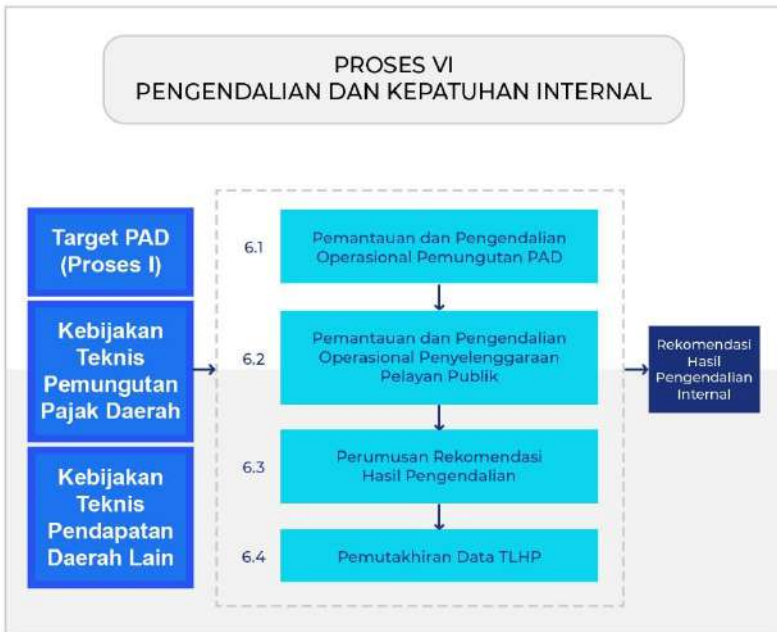 PROSES VI
PENGENDALIAN DAN KEPATUHAN INTERNAL
Target PAD
(Proses I)
Kebijakan
Teknis
Pemungutan
Pajak Daerah
Kebijakan
Teknis
Pendapatan
Daerah Lain
6.1
Pemantauan dan Pengendalian
Operasional Pemungutan PAD
6.2
Pemantauan dan Pengendalian
Operasional Penyelenggaraan
Pelayan Publik
6.3
Perumusan Rekomendasi
Hasil Pengendalian
6.4
Pemutakhiran Data TLHP
Rekomendasi
Hasil
Pengendalian
Internal